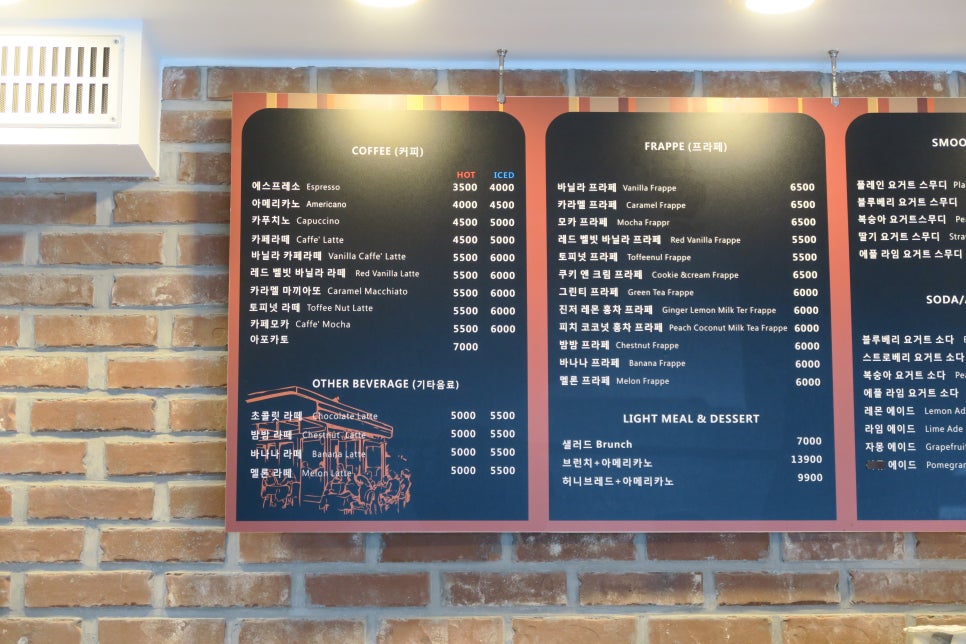 COFFEE (커피)
HOT ICED
에스프레소 Espresso 3500 4000
아메리카노 Americano 4000 4500
카푸치노 Capuccino 4500 5000
카페라떼 Caffe' Latte 4500 5000
바닐라 카페라떼 Vanilla Caffe' Latte 5500 6000
레드 벨빗 바닐라 라떼 Red Vanilla Latte 5500 6000
카라멜 마끼아또 Caramel Macchiato 5500 6000
토피넛 라떼 Toffee Nut Latte 5500 6000
카페모카 Caffe' Mocha 5500 6000
아포카토 7000
OTHER BEVERAGE (기타음료)
초콜릿 라떼 Chocolate Latte 5000 5500
밤밤 라떼 Chestnut Latte 5000 5500
바나나 라떼 Banana Latte 5000 5500
멜론 라떼 Melon Latte 5000 5500
FRAPPE (프라페)
바닐라 프라페 Vanilla Frappe 6500
카라멜 프라페 Caramel Frappe 6500
모카 프라페 Mocha Frappr 6500
레드 벨빗 바닐라 프라페 Red Vanilla Frappe 5500
토피넛 프라페 Toffeenul Frappe 5500
쿠키 앤 크림 프라페 Cookie &cream Frappe 6500
그린티 프라페 Green Tea Frappe 6000
진저 레몬 홍차 프라페 Ginger Lemon Milk Ter Frappe 6000
피치 코코넛 홍차 프라페 Peach Coconut Milk Tea Frappe 6000
밤밤 프라페 Chestnut Frappe 6000
바나나 프라페 Banana Frappe 6000
멜론 프라페 Melon Frappe 6000
LIGHT MEAL & DESSERT
샐러드 Brunch 7000
브런치+아메리카노 13900
허니브레드+아메리카노 9900
SMOO
플레인 요거트 스무디 Pla
블루베리 요거트 스무디
복숭아 요거트스무디 Pe
딸기 요거트 스무디 Stra
에플 라임 요거트 스무디
SODA/
블루베리 요거트 소다
스트로베리 요거트 소다
복숭아 요거트 소다 Pea
에플 라임 요거트 소다
레몬 에이드 Lemon Ad
라임 에이드 Lime Ade
자몽 에이드 Grapefruit
에이드 Pomegran